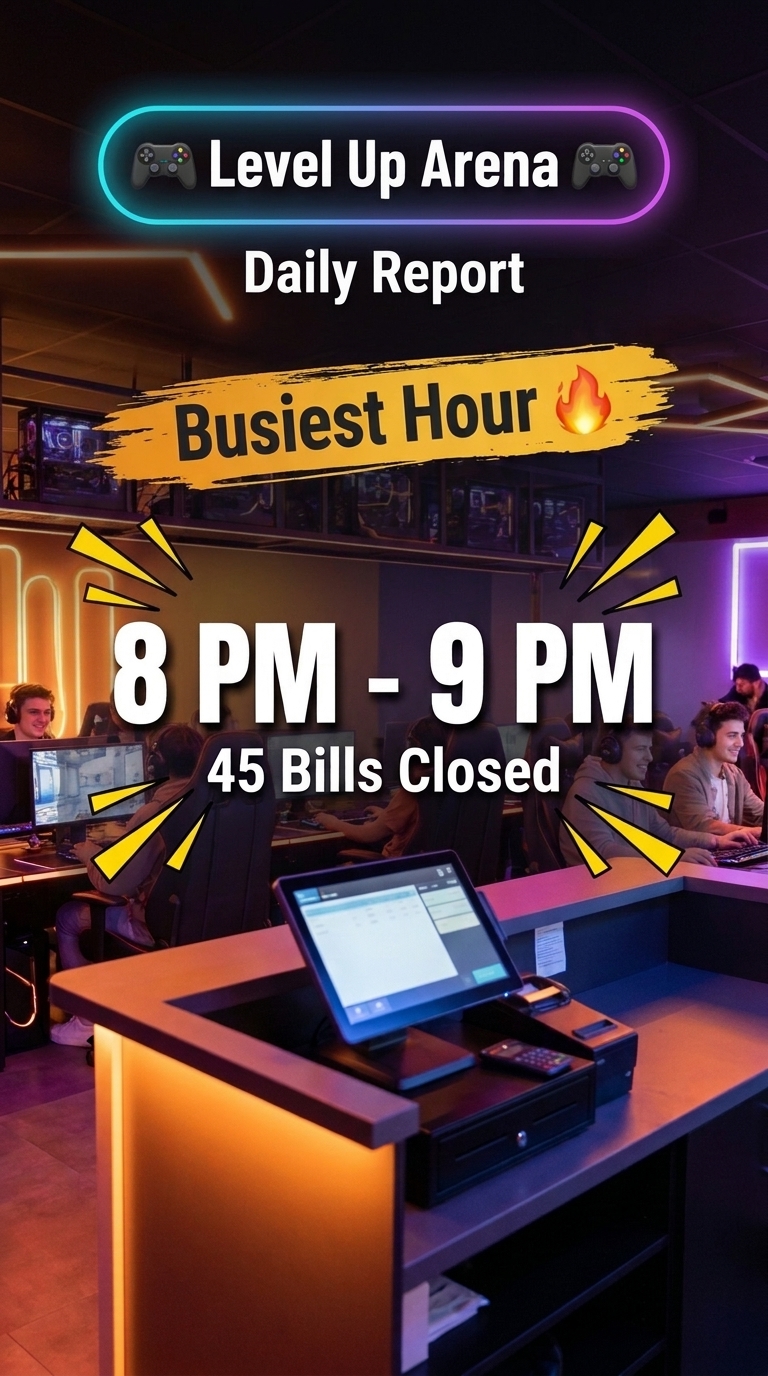 🎮 Level Up Arena 🎮
Daily Report
Busiest Hour 🔥
8 PM - 9 PM
45 Bills Closed